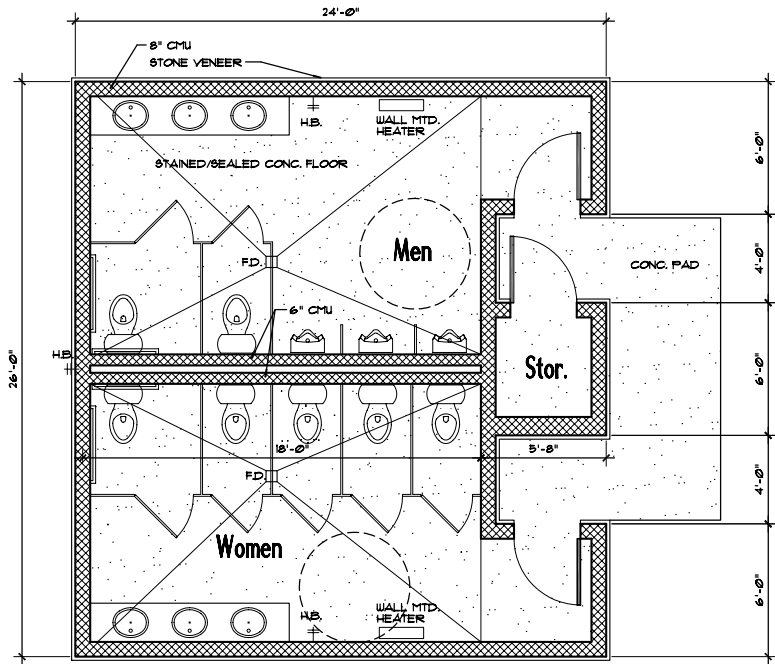 24'-0"
8" CMU
STONE VENEER
H.B.
WALL MTD.
HEATER
6'-0"
STAINED/SEALED CONC. FLOOR
Men
F.D.
CONC. PAD
4'-0"
6" CMU
H.B.
26'-0"
Stor.
6'-0"
18'-0"
5'-8"
F.D.
4'-0"
Women
H.B.
WALL MTD.
HEATER
6'-0"